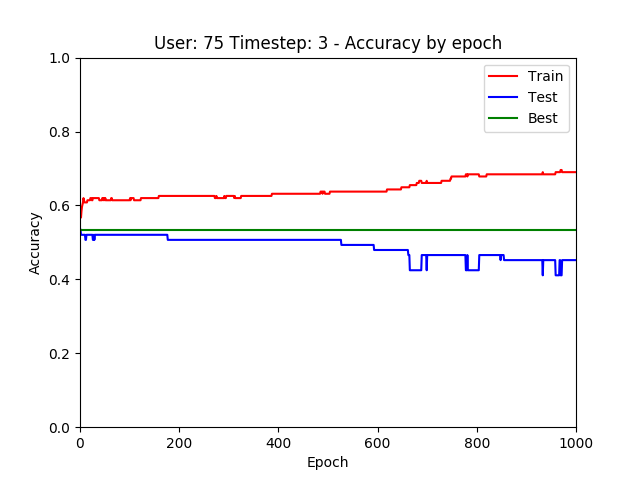 User: 75 Timestep: 3 - Accuracy by epoch
1.0
0.8
0.6
0.4
0.2
0.0
Accuracy
Train
Test
Best
0 200 400 600 800 1000
Epoch